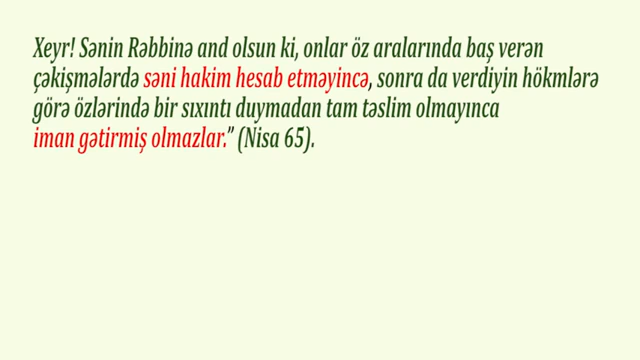 Xeyr! Sənin Rəbbinə and olsun ki, onlar öz aralarında baş verən
çəkişmələrdə səni hakim hesab etməyincə, sonra da verdiyin hökmlərə
görə özlərində bir sıxıntı duymadan tam təslim olmayınca
iman gətirmiş olmazlar.” (Nisa 65).